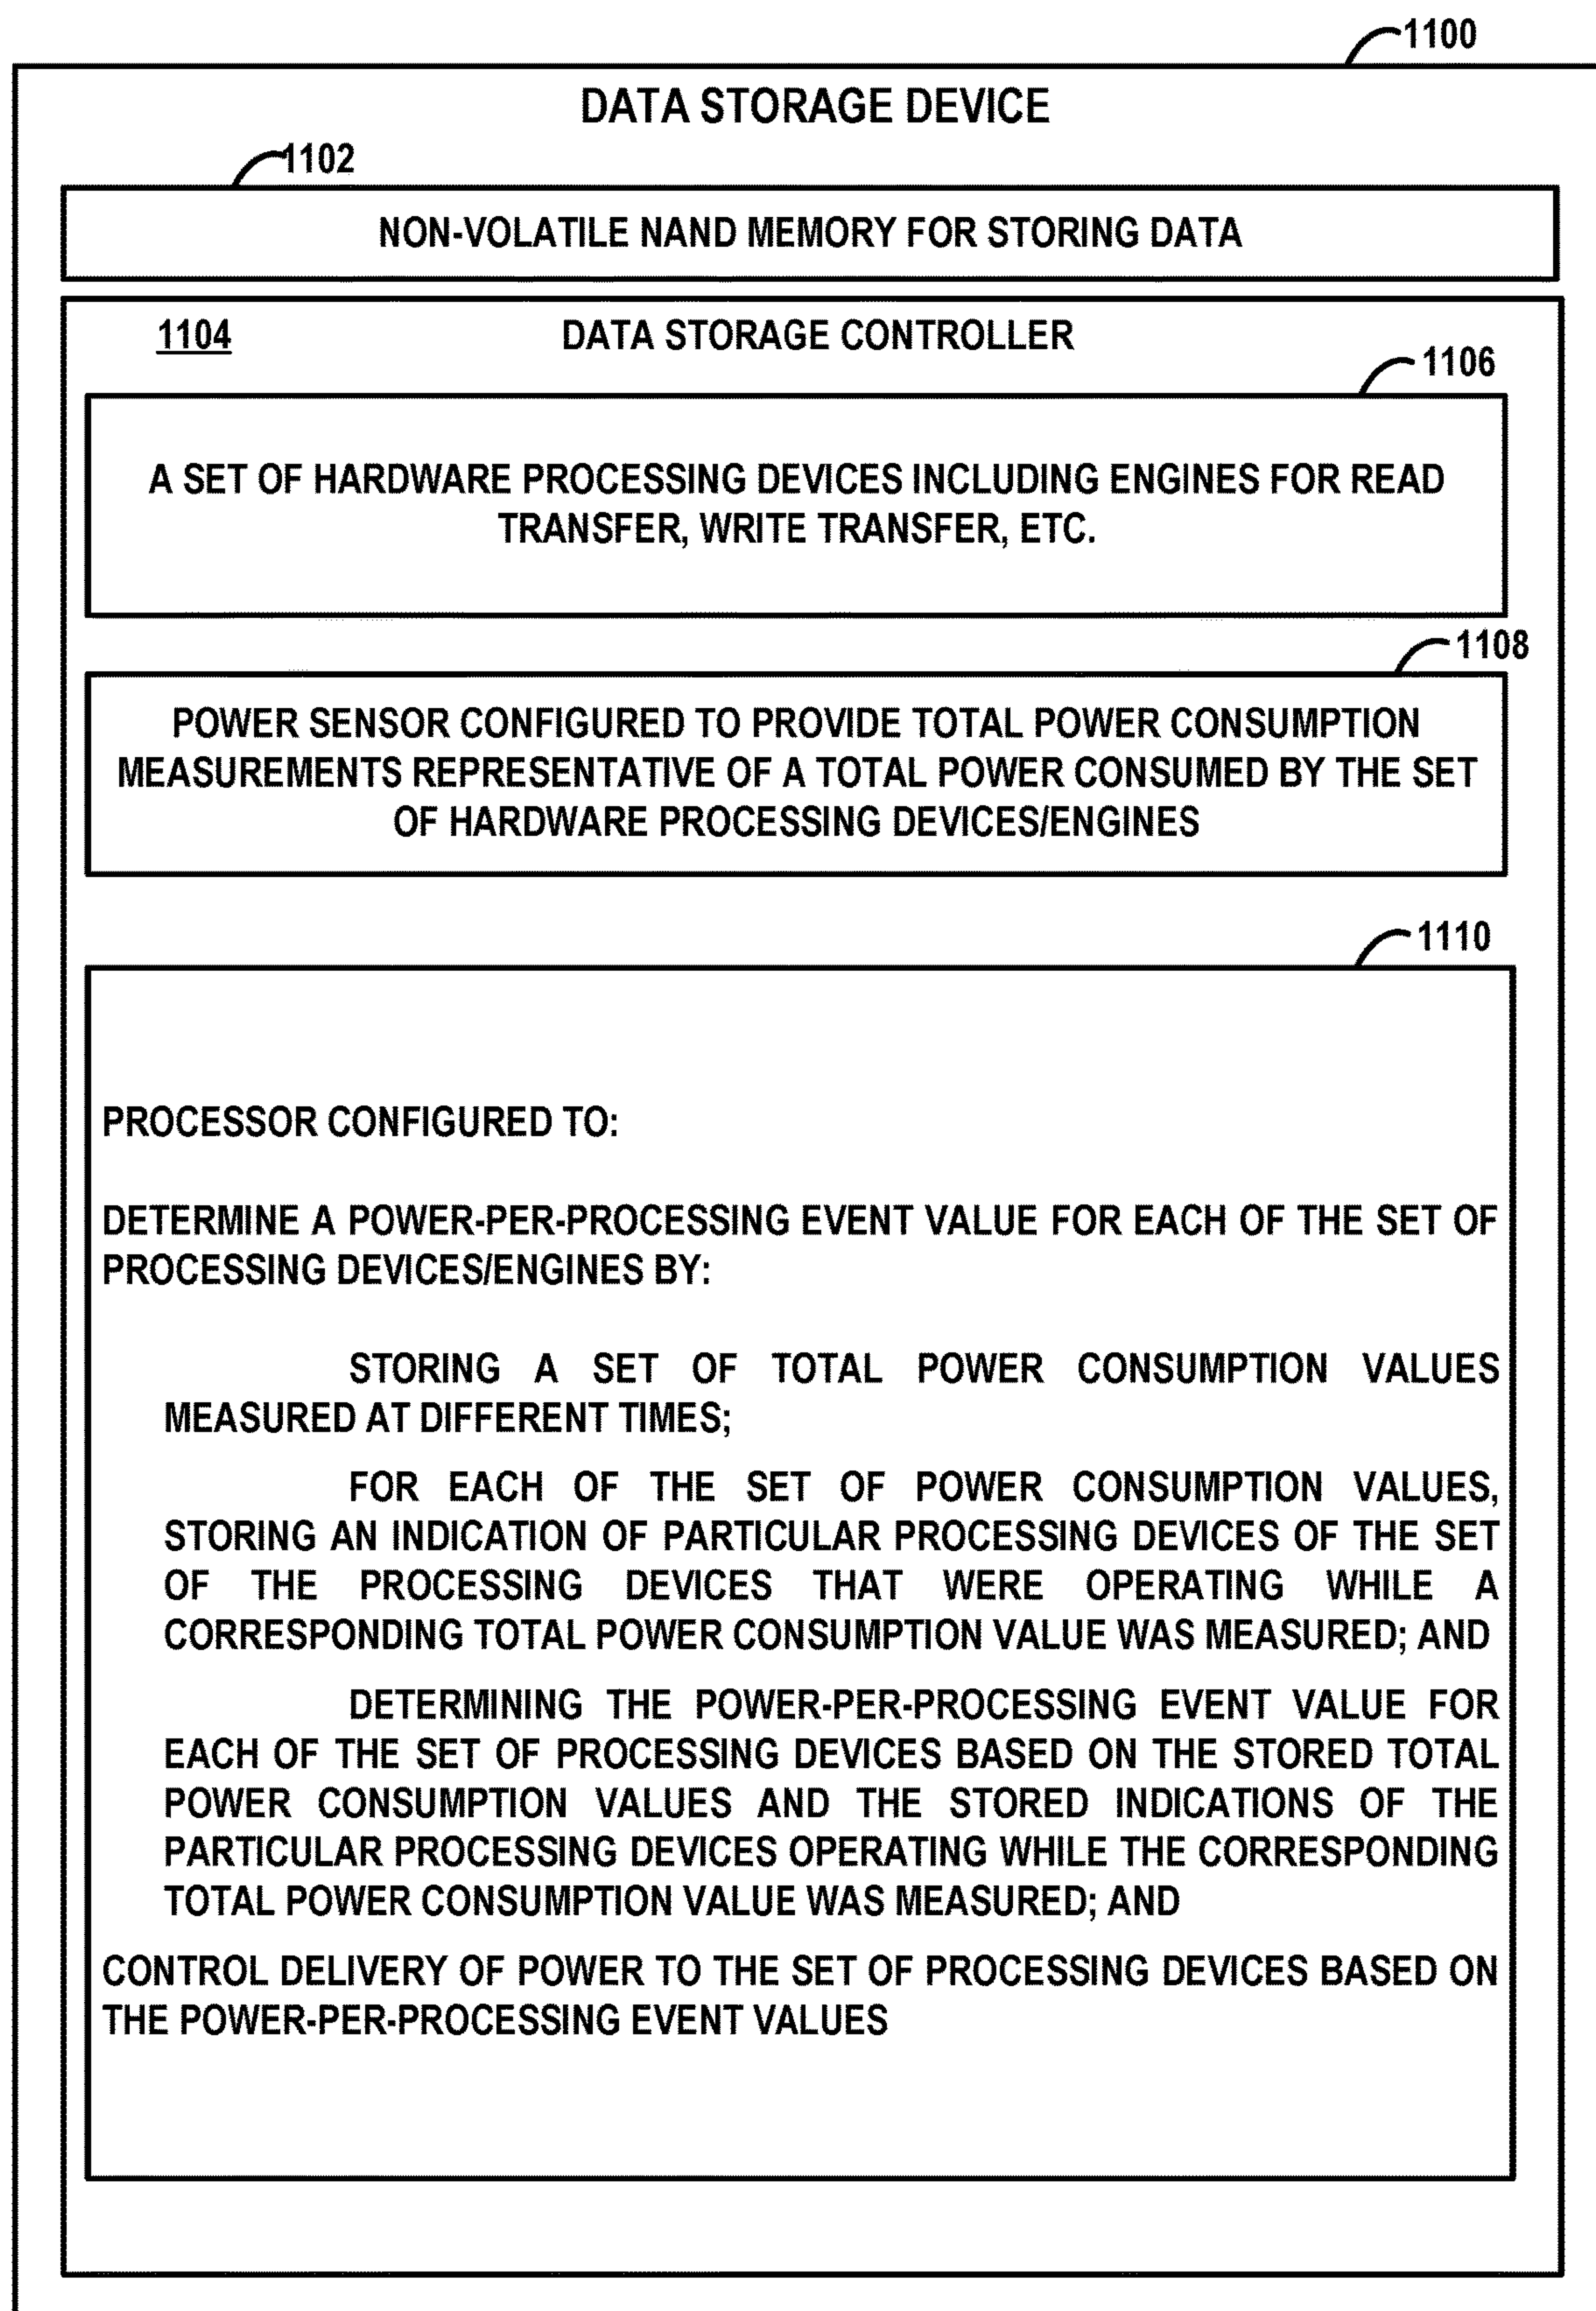 1100
DATA STORAGE DEVICE
1102
NON-VOLATILE NAND MEMORY FOR STORING DATA
1104 DATA STORAGE CONTROLLER
1106
A SET OF HARDWARE PROCESSING DEVICES INCLUDING ENGINES FOR READ
TRANSFER, WRITE TRANSFER, ETC.
1108
POWER SENSOR CONFIGURED TO PROVIDE TOTAL POWER CONSUMPTION
MEASUREMENTS REPRESENTATIVE OF A TOTAL POWER CONSUMED BY THE SET
OF HARDWARE PROCESSING DEVICES/ENGINES
1110
PROCESSOR CONFIGURED TO:
DETERMINE A POWER-PER-PROCESSING EVENT VALUE FOR EACH OF THE SET OF
PROCESSING DEVICES/ENGINES BY:
STORING A SET OF TOTAL POWER CONSUMPTION VALUES
MEASURED AT DIFFERENT TIMES;
FOR EACH OF THE SET OF POWER CONSUMPTION VALUES,
STORING AN INDICATION OF PARTICULAR PROCESSING DEVICES OF THE SET
OF THE PROCESSING DEVICES THAT WERE OPERATING WHILE A
CORRESPONDING TOTAL POWER CONSUMPTION VALUE WAS MEASURED; AND
DETERMINING THE POWER-PER-PROCESSING EVENT VALUE FOR
EACH OF THE SET OF PROCESSING DEVICES BASED ON THE STORED TOTAL
POWER CONSUMPTION VALUES AND THE STORED INDICATIONS OF THE
PARTICULAR PROCESSING DEVICES OPERATING WHILE THE CORRESPONDING
TOTAL POWER CONSUMPTION VALUE WAS MEASURED; AND
CONTROL DELIVERY OF POWER TO THE SET OF PROCESSING DEVICES BASED ON
THE POWER-PER-PROCESSING EVENT VALUES